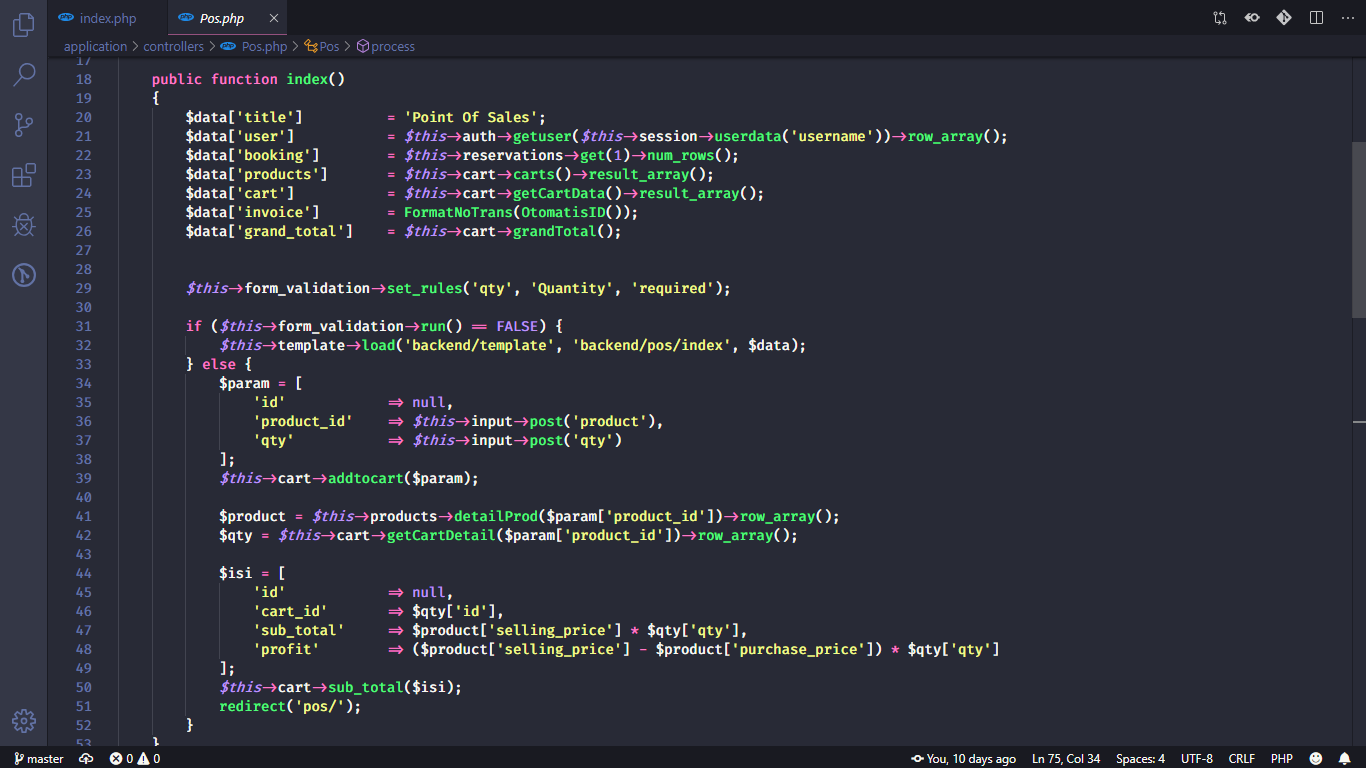 index.php
Pos.php
application > controllers > Pos.php > Pos > process
17
18 public function index()
19 {
20 $data['title'] = 'Point Of Sales';
21 $data['user'] = $this->auth->getuser($this->session->userdata('username'))->row_array();
22 $data['booking'] = $this->reservations->get(1)->num_rows();
23 $data['products'] = $this->cart->carts()->result_array();
24 $data['cart'] = $this->cart->getCartData()->result_array();
25 $data['invoice'] = FormatNoTrans(OtomatisID());
26 $data['grand_total'] = $this->cart->grandTotal();
27
28
29 $this->form_validation->set_rules('qty', 'Quantity', 'required');
30
31 if ($this->form_validation->run() == FALSE) {
32 $this->template->load('backend/template', 'backend/pos/index', $data);
33 } else {
34 $param = [
35 'id' => null,
36 'product_id' => $this->input->post('product'),
37 'qty' => $this->input->post('qty')
38 ];
39 $this->cart->addtocart($param);
40
41 $product = $this->products->detailProd($param['product_id'])->row_array();
42 $qty = $this->cart->getCartDetail($param['product_id'])->row_array();
43
44 $isi = [
45 'id' => null,
46 'cart_id' => $qty['id'],
47 'sub_total' => $product['selling_price'] * $qty['qty'],
48 'profit' => ($product['selling_price'] - $product['purchase_price']) * $qty['qty']
49 ];
50 $this->cart->sub_total($isi);
51 redirect('pos/');
52 }
53 }
master 0 0 You, 10 days ago Ln 75, Col 34 Spaces: 4 UTF-8 CRLF PHP